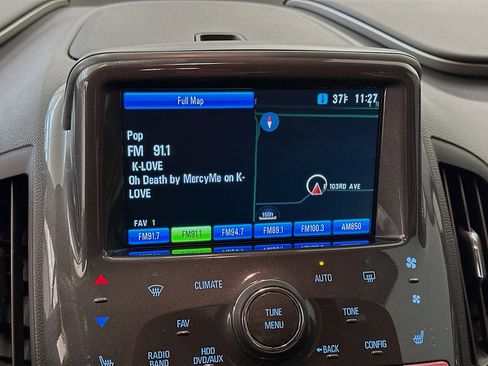 Full Map
37F 11:27
Pop
FM 91.1
K-LOVE
Oh Death by MercyMe on K-
LOVE
E 103RD AVE
150ft
FAV 1
FM91.7 FM91.1 FM94.7 FM89.1 FM100.3 AM850
CLIMATE
AUTO
FAV
TUNE
MENU
TONE
RADIO
BAND
HDD
DVD/AUX
BACK
CONFIG